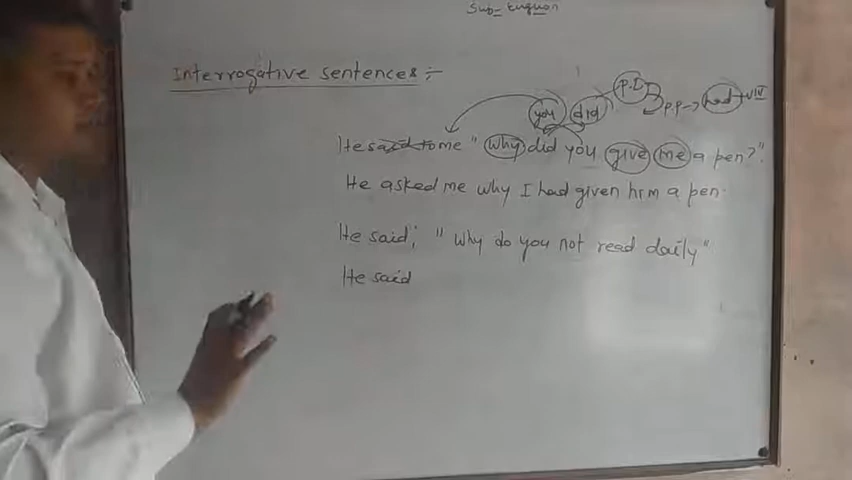 Sub- English
Interrogative sentences :-
you did P.I P.P → had + VIII
He said to me " why did you give me a pen?".
He asked me why I had given him a pen.
He said, " Why do you not read daily"
He said